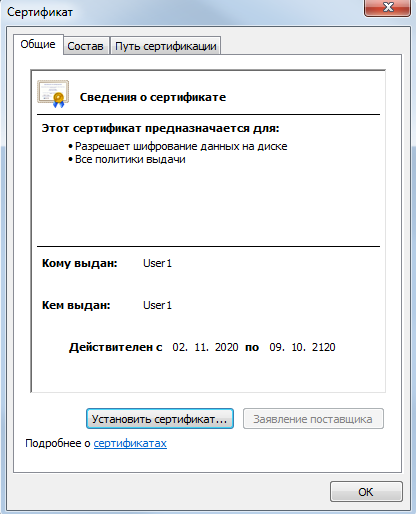 Сертификат
Общие Состав Путь сертификации
Сведения о сертификате
Этот сертификат предназначается для:
• Разрешает шифрование данных на диске
• Все политики выдачи
Кому выдан: User1
Кем выдан: User1
Действителен с 02. 11. 2020 по 09. 10. 2120
Установить сертификат... Заявление поставщика
Подробнее о сертификатах
ОК